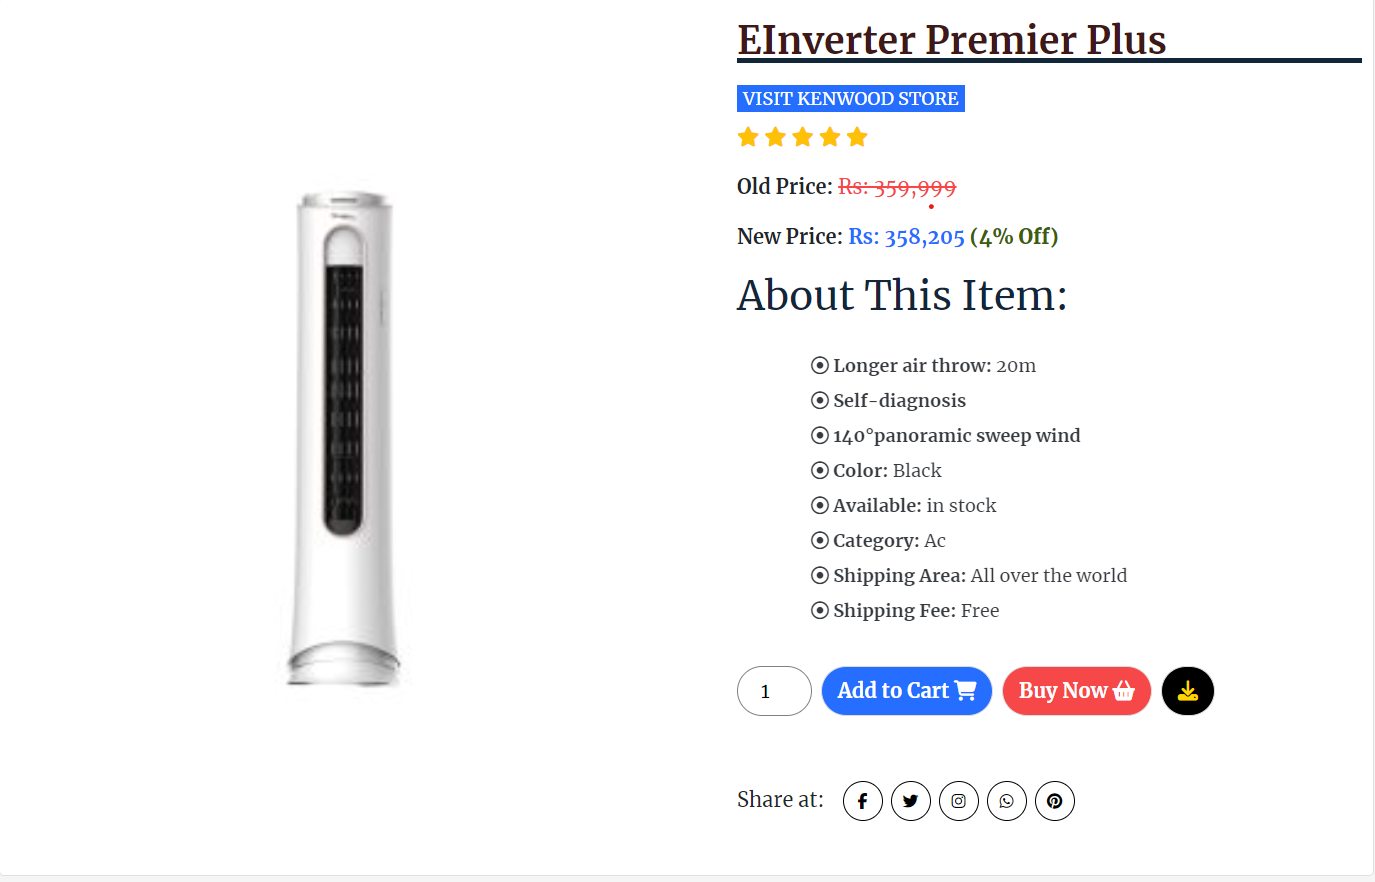 EInverter Premier Plus
VISIT KENWOOD STORE
Old Price: Rs: 359,999
New Price: Rs: 358,205 (4% Off)
About This Item:
Longer air throw: 20m
Self-diagnosis
140°panoramic sweep wind
Color: Black
Available: in stock
Category: Ac
Shipping Area: All over the world
Shipping Fee: Free
1 Add to Cart Buy Now
Share at: